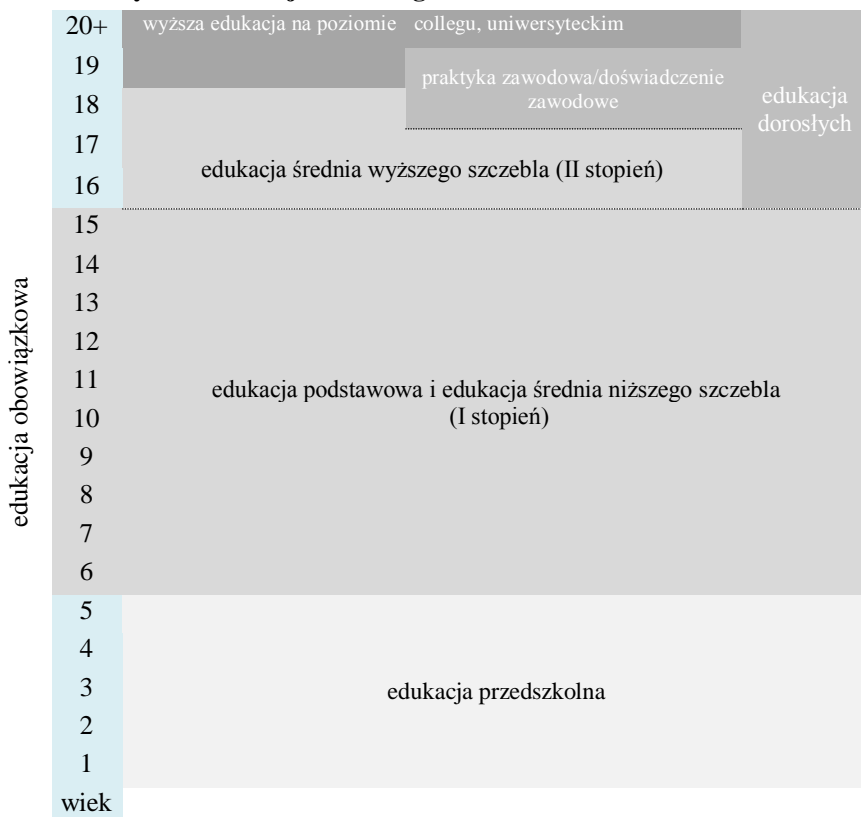 20+
wyższa edukacja na poziomie collegu, uniwersyteckim
19
praktyka zawodowa/doświadczenie
zawodowe
18
edukacja
dorosłych
17
edukacja średnia wyższego szczebla (II stopień)
16
15
14
13
12
11
edukacja podstawowa i edukacja średnia niższego szczebla
(I stopień)
10
9
8
7
6
edukacja obowiązkowa
5
4
3
edukacja przedszkolna
2
1
wiek